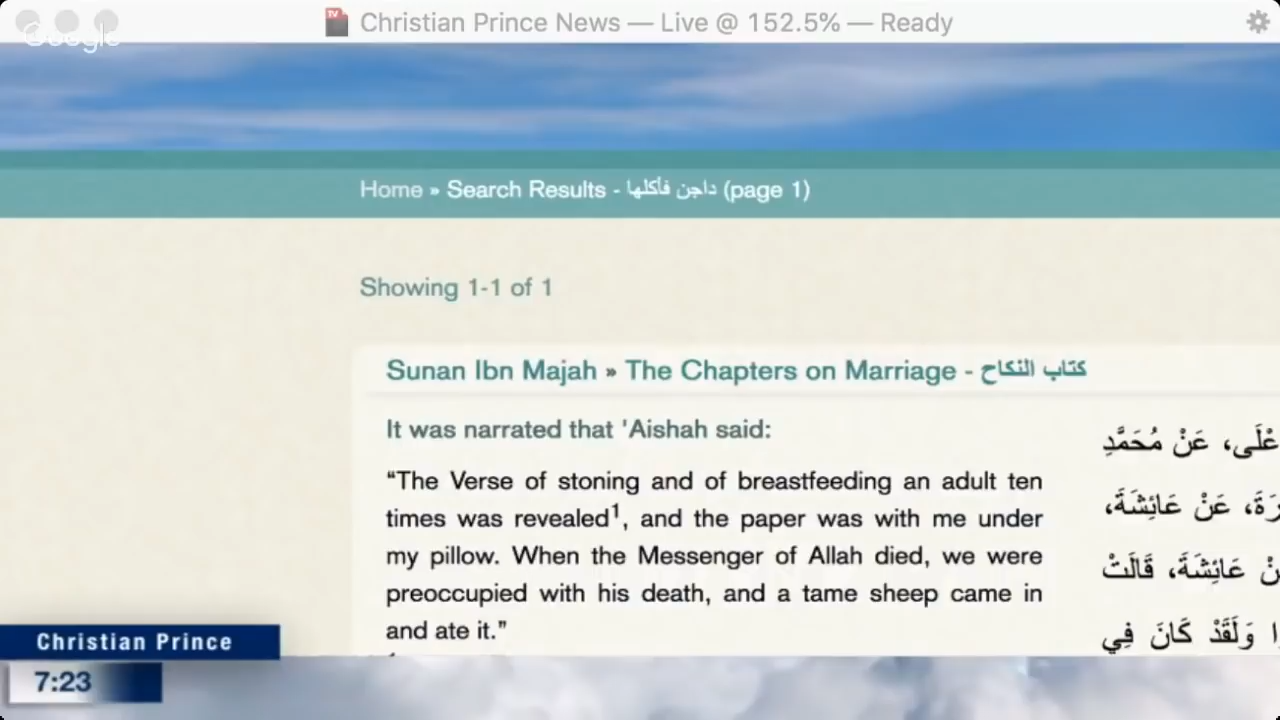 Christian Prince News — Live @ 152.5% — Ready
Google
Home » Search Results - داجن فأكلها (page 1)
Showing 1-1 of 1
Sunan Ibn Majah » The Chapters on Marriage - كتاب النكاح
It was narrated that 'Aishah said:
“The Verse of stoning and of breastfeeding an adult ten
times was revealed1, and the paper was with me under
my pillow. When the Messenger of Allah died, we were
preoccupied with his death, and a tame sheep came in
and ate it.”
عَنْ مُحَمَّدِ
عَنْ عَائِشَةَ،
عَائِشَةَ، قَالَتْ
وَلَقَدْ كَانَ فِي
Christian Prince
7:23